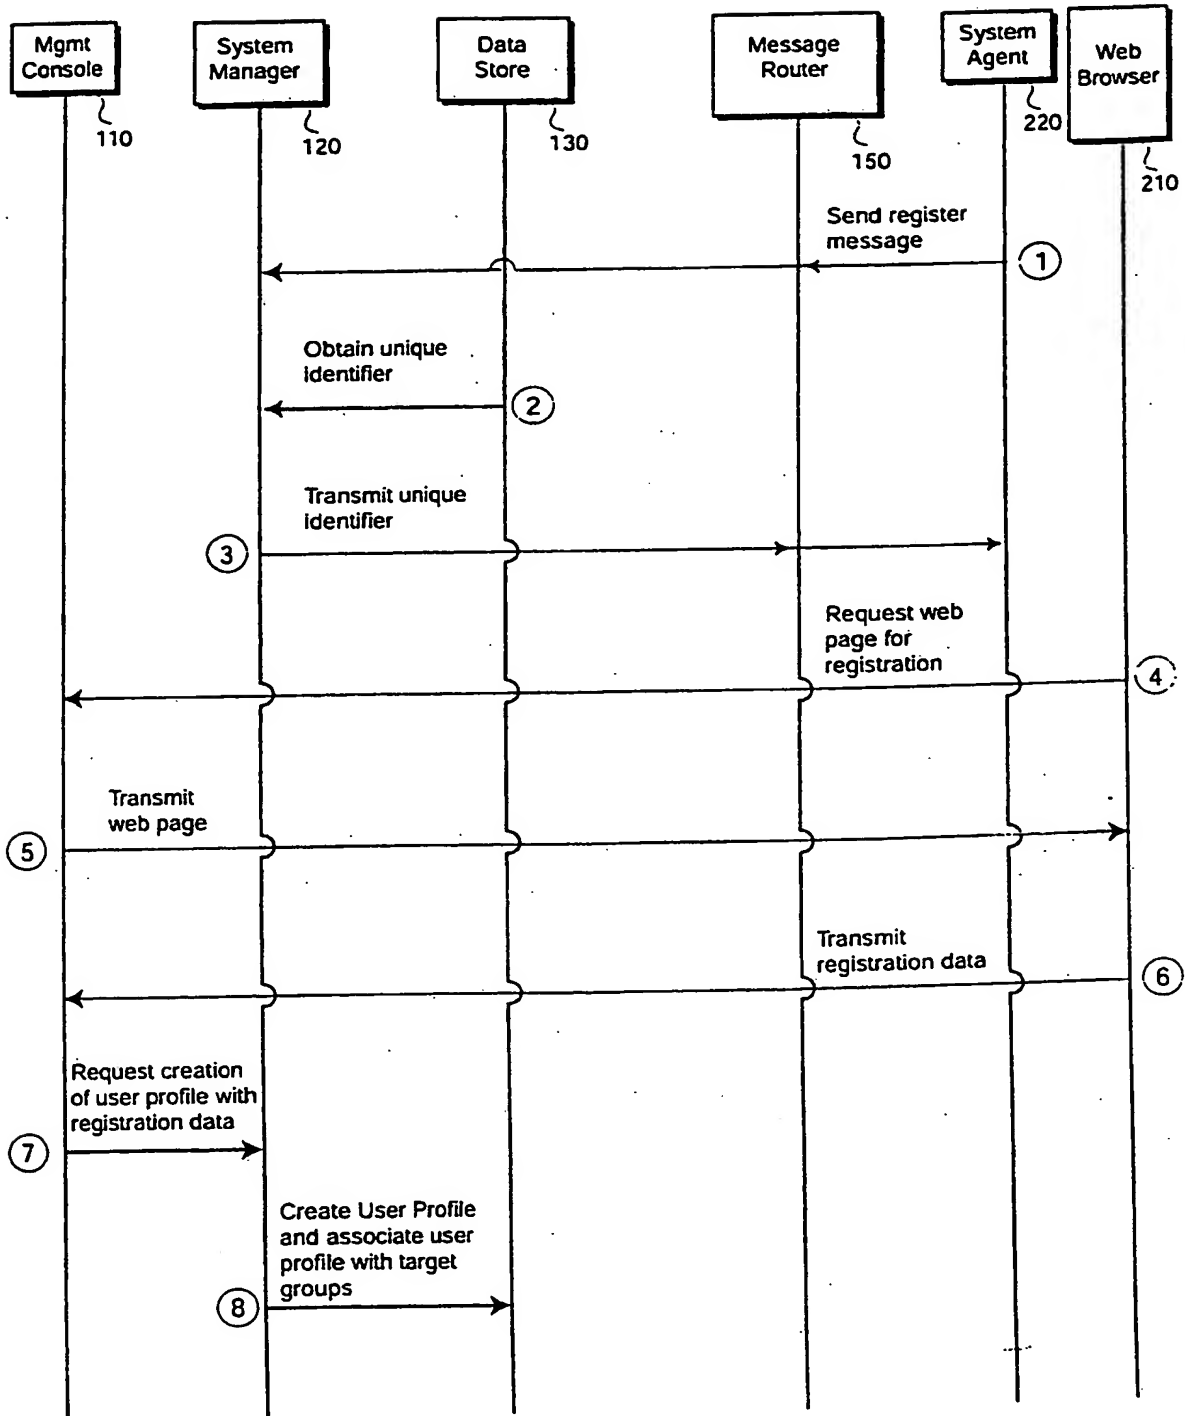 Mgmt
Console
System
Manager
Data
Store
Message
Router
System
Agent
Web
Browser
110
120
130
150
220
210
Send register
message
1
Obtain unique
identifier
2
Transmit unique
identifier
3
Request web
page for
registration
4
Transmit
web page
5
Transmit
registration data
6
Request creation
of user profile with
registration data
7
Create User Profile
and associate user
profile with target
groups
8